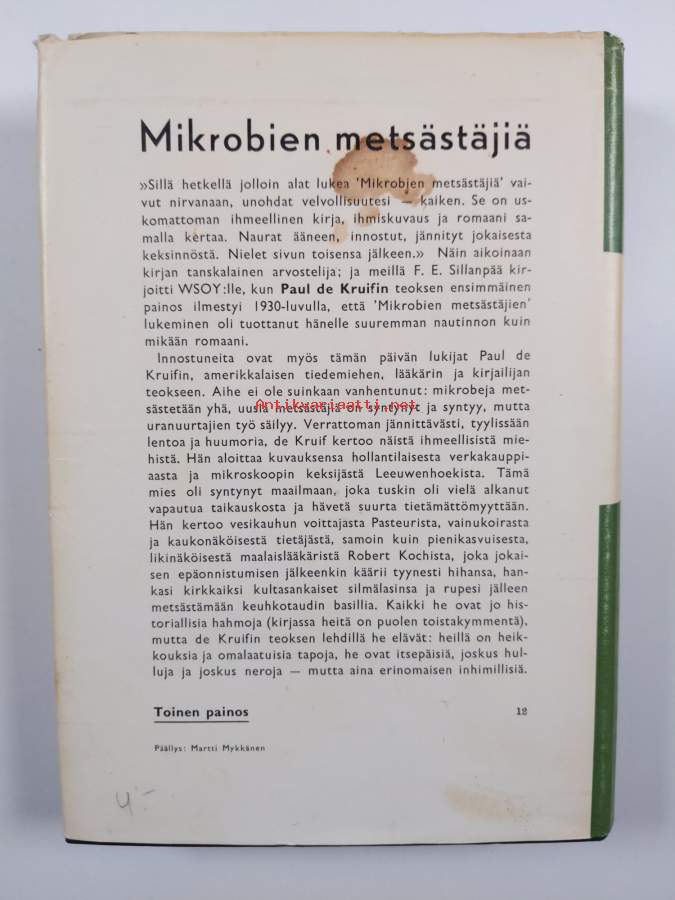 Mikrobien metsästäjiä
»Sillä hetkellä jolloin alat lukea 'Mikrobien metsästäjiä' vai-
vut nirvanaan, unohdat velvollisuutesi — kaiken. Se on us-
komattoman ihmeellinen kirja, ihmiskuvaus ja romaani sa-
malla kertaa. Naurat ääneen, innostut, jännityt jokaisesta
keksinnöstä. Nielet sivun toisensa jälkeen.» Näin aikoinaan
kirjan tanskalainen arvostelija; ja meillä F. E. Sillanpää kir-
joitti WSOY:lle, kun Paul de Kruifin teoksen ensimmäinen
painos ilmestyi 1930-luvulla, että 'Mikrobien metsästäjien'
lukeminen oli tuottanut hänelle suuremman nautinnon kuin
mikään romaani.
Innostuneita ovat myös tämän päivän lukijat Paul de
Kruifin, amerikkalaisen tiedemiehen, lääkärin ja kirjailijan
teokseen. Aihe ei ole suinkaan vanhentunut: mikrobeja met-
sästetään yhä, uusia metsästäjiä on syntynyt ja syntyy, mutta
Antikvariaatti.net
uranuurtajien työ säilyy. Verrattoman jännittävästi, tyylissään
lentoa ja huumoria, de Kruif kertoo näistä ihmeellisistä mie-
histä. Hän aloittaa kuvauksensa hollantilaisesta verkakauppi-
aasta ja mikroskoopin keksijästä Leeuwenhoekista. Tämä
mies oli syntynyt maailmaan, joka tuskin oli vielä alkanut
vapautua taikauskosta ja hävetä suurta tietämättömyyttään.
Hän kertoo vesikauhun voittajasta Pasteurista, vainukoirasta
ja kaukonäköisestä tietäjästä, samoin kuin pienikasvuisesta,
likinäköisestä maalaislääkäristä Robert Kochista, joka jokai-
sen epäonnistumisen jälkeenkin kääri tyynesti hihansa, han-
kasi kirkkaiksi kultasankaiset silmälasinsa ja rupesi jälleen
metsästämään keuhkotaudin basillia. Kaikki he ovat jo his-
toriallisia hahmoja (kirjassa heitä on puolen toistakymmentä),
mutta de Kruifin teoksen lehdillä he elävät: heillä on heik-
kouksia ja omalaatuisia tapoja, he ovat itsepäisiä, joskus hul-
luja ja joskus neroja — mutta aina erinomaisen inhimillisiä.
Toinen painos 12
Päällys: Martti Mykkänen
4:-